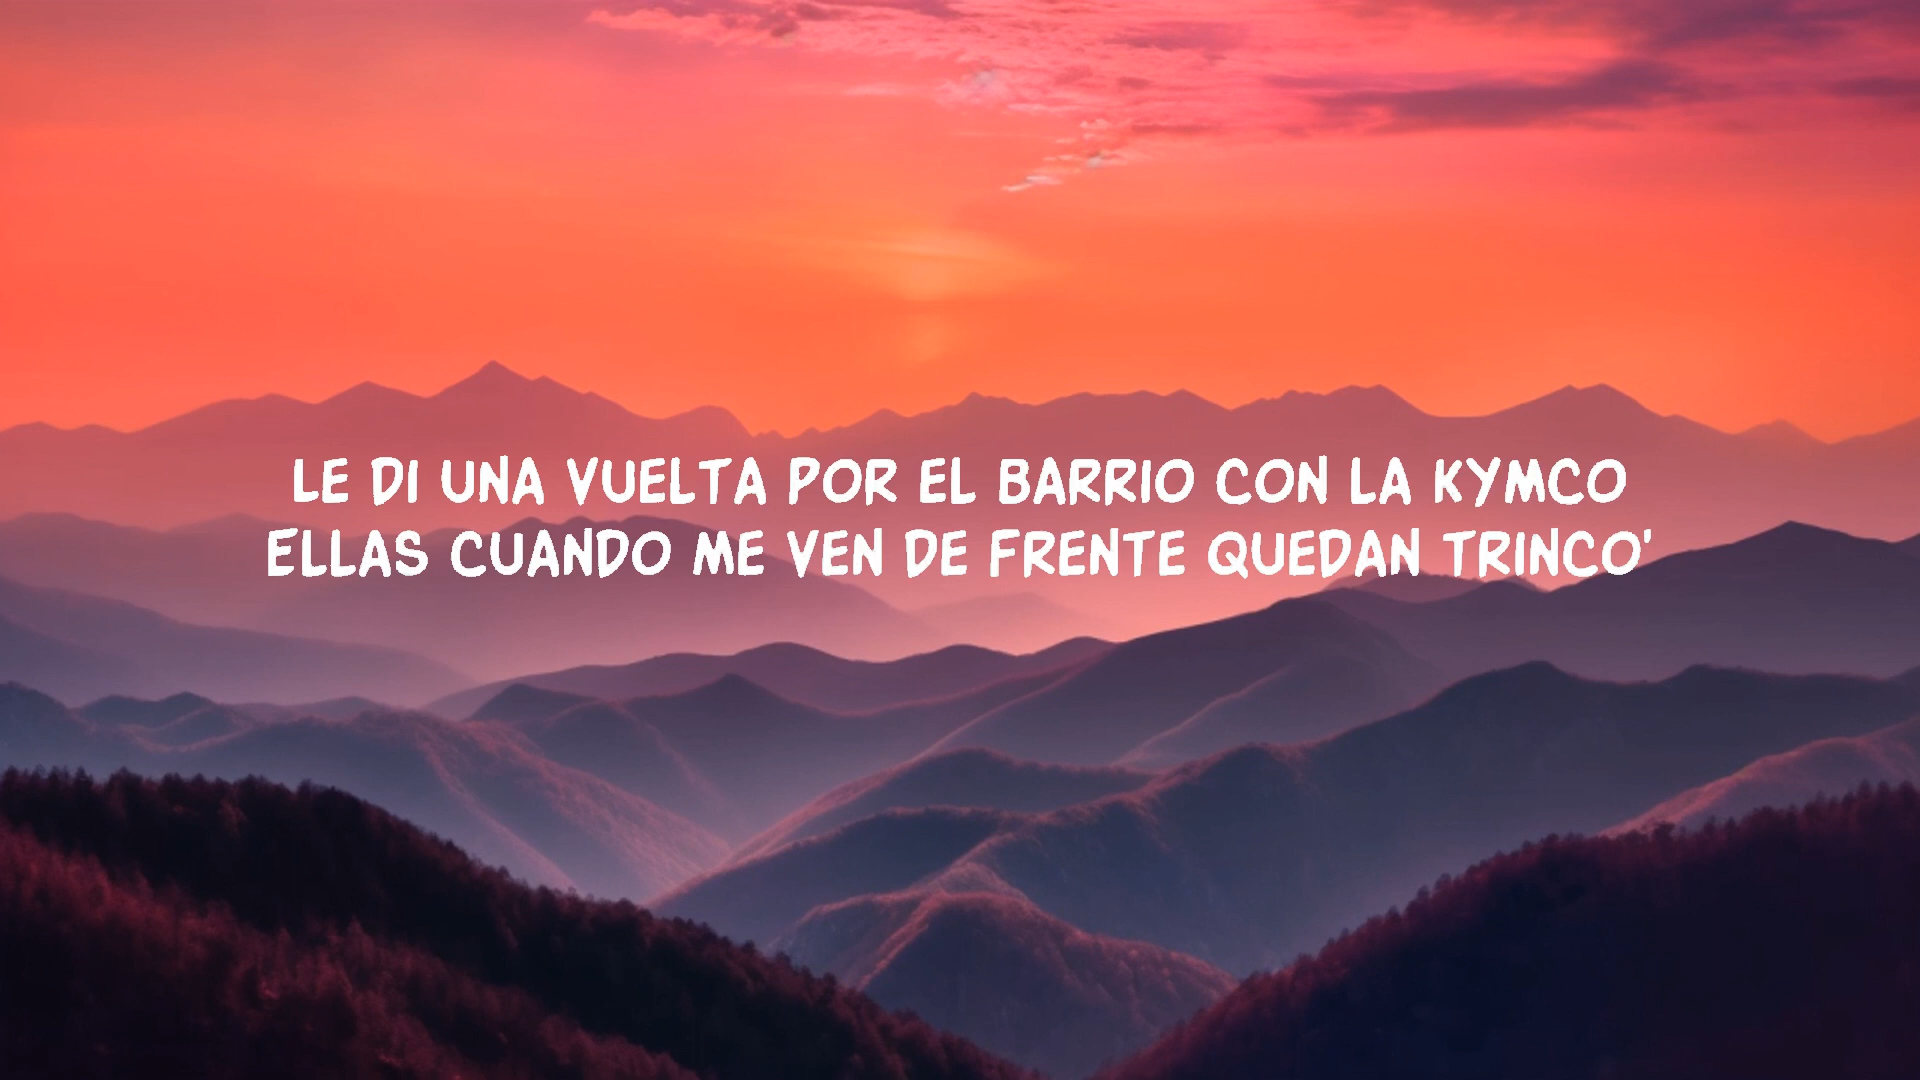 LE DI UNA VUELTA POR EL BARRIO CON LA KYMCO
ELLAS CUANDO ME VEN DE FRENTE QUEDAN TRINCO'